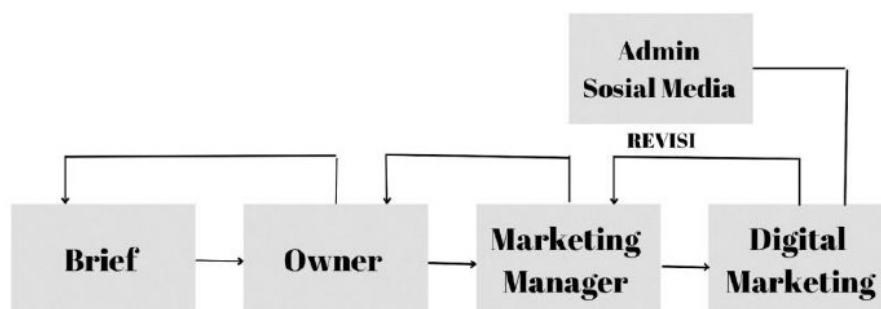 Admin
Sosial Media
REVISI
Brief
Owner
Marketing
Manager
Digital
Marketing